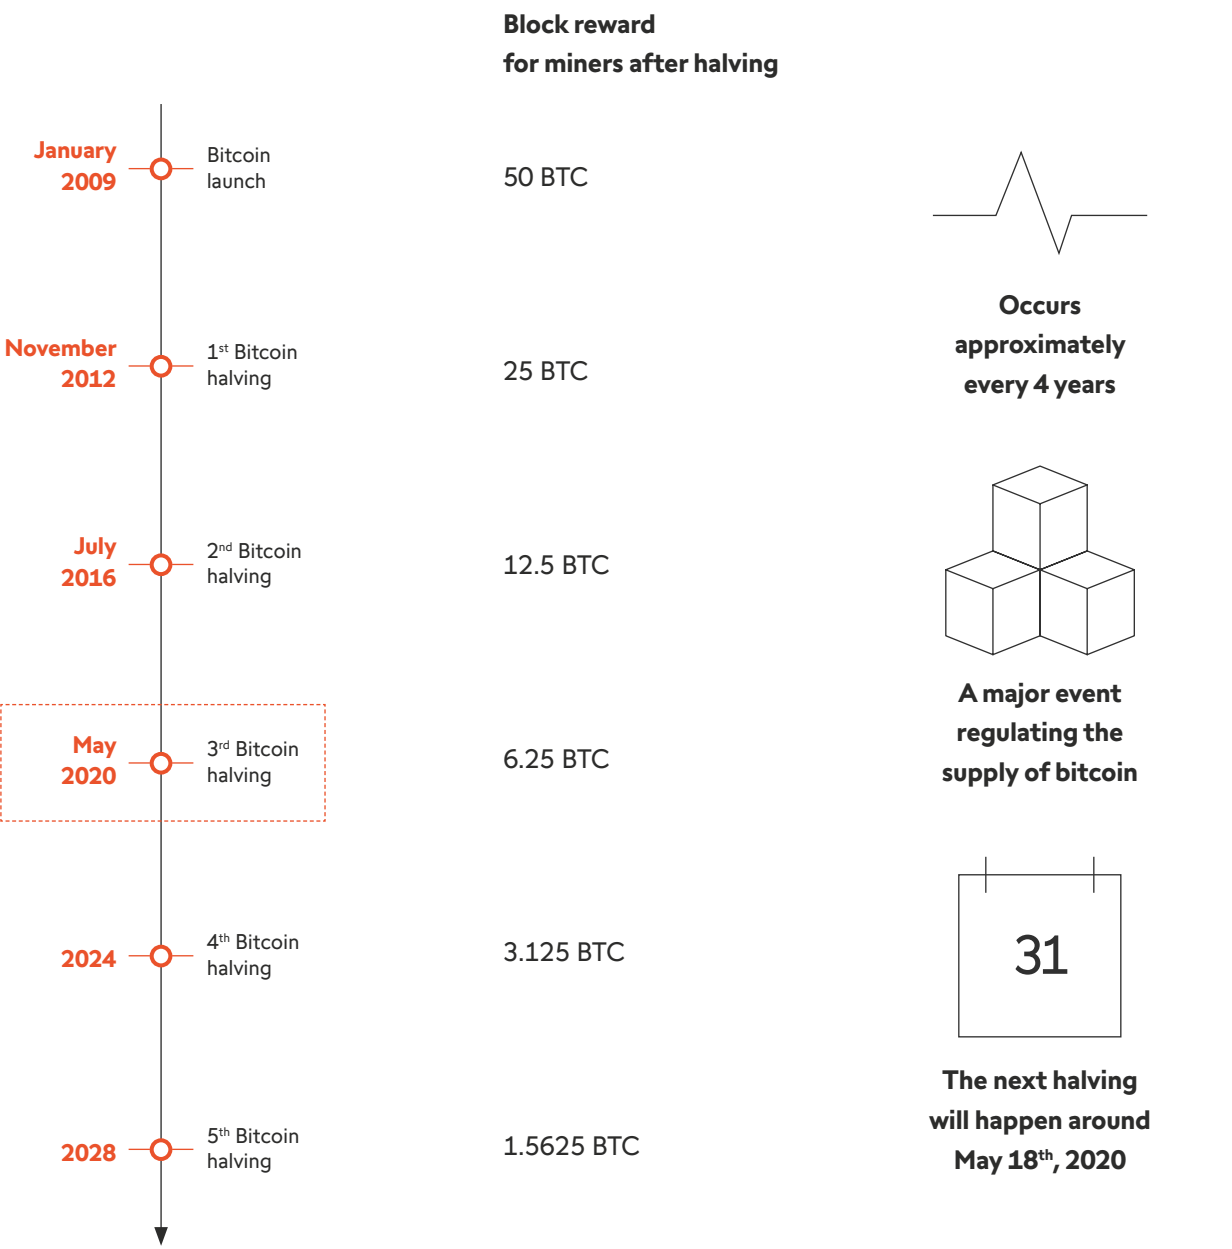 Block reward
for miners after halving
January
2009
Bitcoin
launch
50 BTC
November
2012
1st Bitcoin
halving
25 BTC
July
2016
2nd Bitcoin
halving
12.5 BTC
May
2020
3rd Bitcoin
halving
6.25 BTC
2024
4th Bitcoin
halving
3.125 BTC
2028
5th Bitcoin
halving
1.5625 BTC
Occurs
approximately
every 4 years
A major event
regulating the
supply of bitcoin
31
The next halving
will happen around
May 18th, 2020